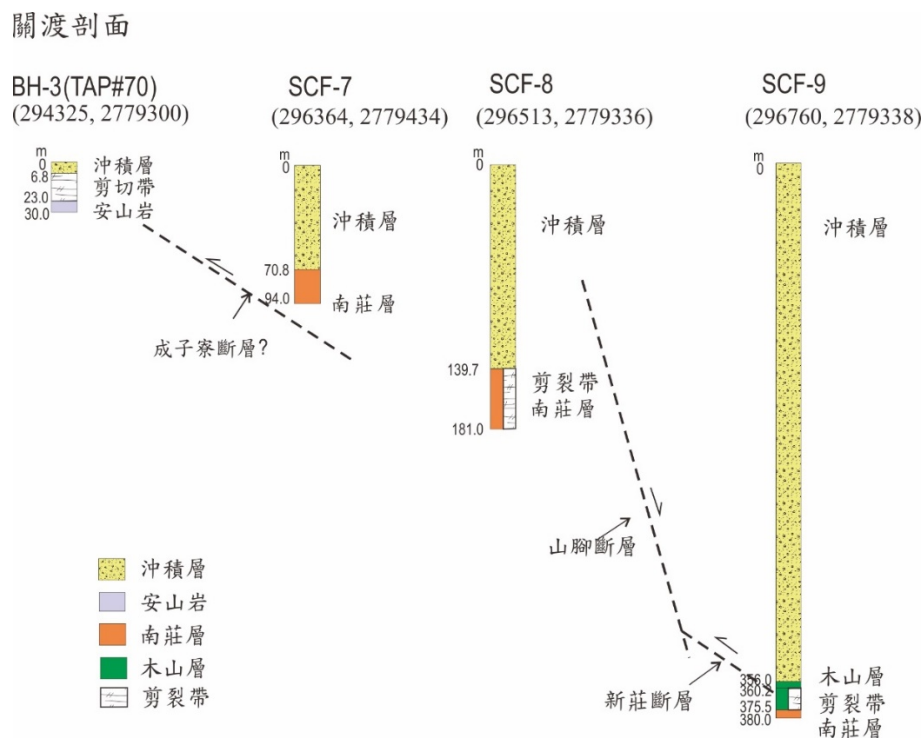 關渡剖面
BH-3(TAP#70)
(294325, 2779300)
SCF-7
(296364, 2779434)
SCF-8
(296513, 2779336)
SCF-9
(296760, 2779338)
m
0
6.8
23.0
30.0
沖積層
剪切帶
安山岩
m
0
70.8
94.0
沖積層
南莊層
成子寮斷層?
m
0
139.7
181.0
沖積層
剪裂帶
南莊層
山腳斷層
新莊斷層
m
0
356.0
360.2
375.5
380.0
沖積層
木山層
剪裂帶
南莊層
沖積層
安山岩
南莊層
木山層
剪裂帶